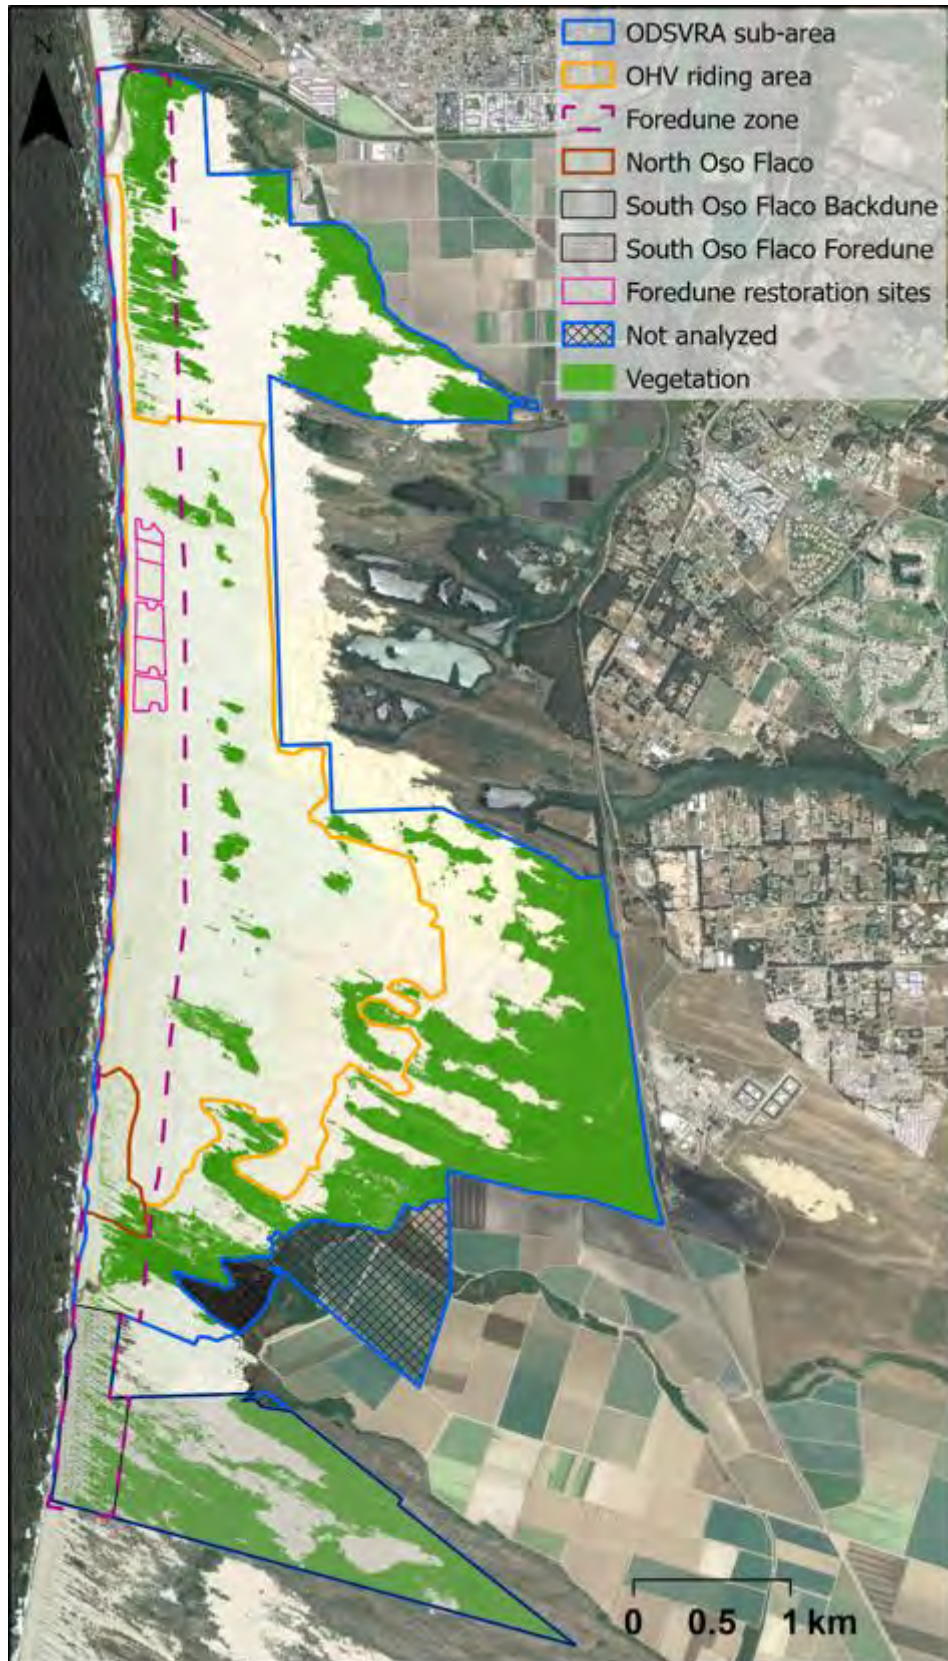 N
ODSVRA sub-area
OHV riding area
Foredune zone
North Oso Flaco
South Oso Flaco Backdune
South Oso Flaco Foredune
Foredune restoration sites
Not analyzed
Vegetation
0 0.5 1 km